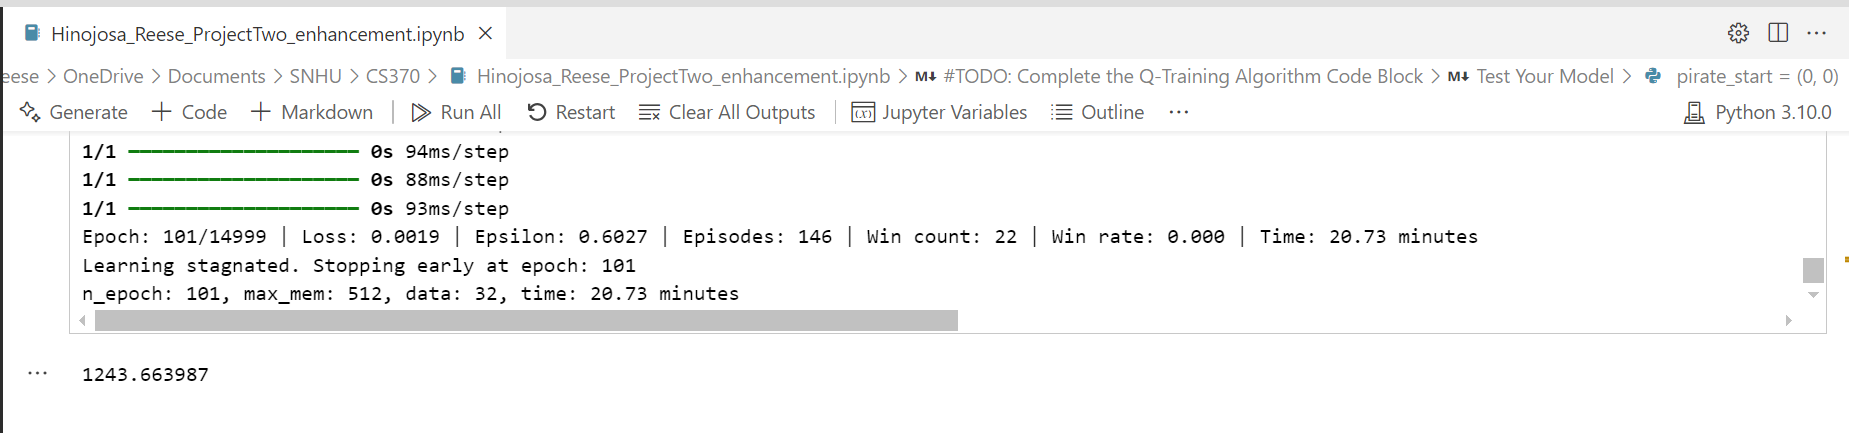 Hinojosa_Reese_ProjectTwo_enhancement.ipynb
eese > OneDrive > Documents > SNHU > CS370 > Hinojosa_Reese_ProjectTwo_enhancement.ipynb > M↓ #TODO: Complete the Q-Training Algorithm Code Block > M↓ Test Your Model > pirate_start = (0, 0)
Generate + Code + Markdown | Run All Restart Clear All Outputs | Jupyter Variables Outline ... Python 3.10.0
1/1 ━━━━━━━━━━━━━━━━━━━━ 0s 94ms/step
1/1 ━━━━━━━━━━━━━━━━━━━━ 0s 88ms/step
1/1 ━━━━━━━━━━━━━━━━━━━━ 0s 93ms/step
Epoch: 101/14999 | Loss: 0.0019 | Epsilon: 0.6027 | Episodes: 146 | Win count: 22 | Win rate: 0.000 | Time: 20.73 minutes
Learning stagnated. Stopping early at epoch: 101
n_epoch: 101, max_mem: 512, data: 32, time: 20.73 minutes
... 1243.663987